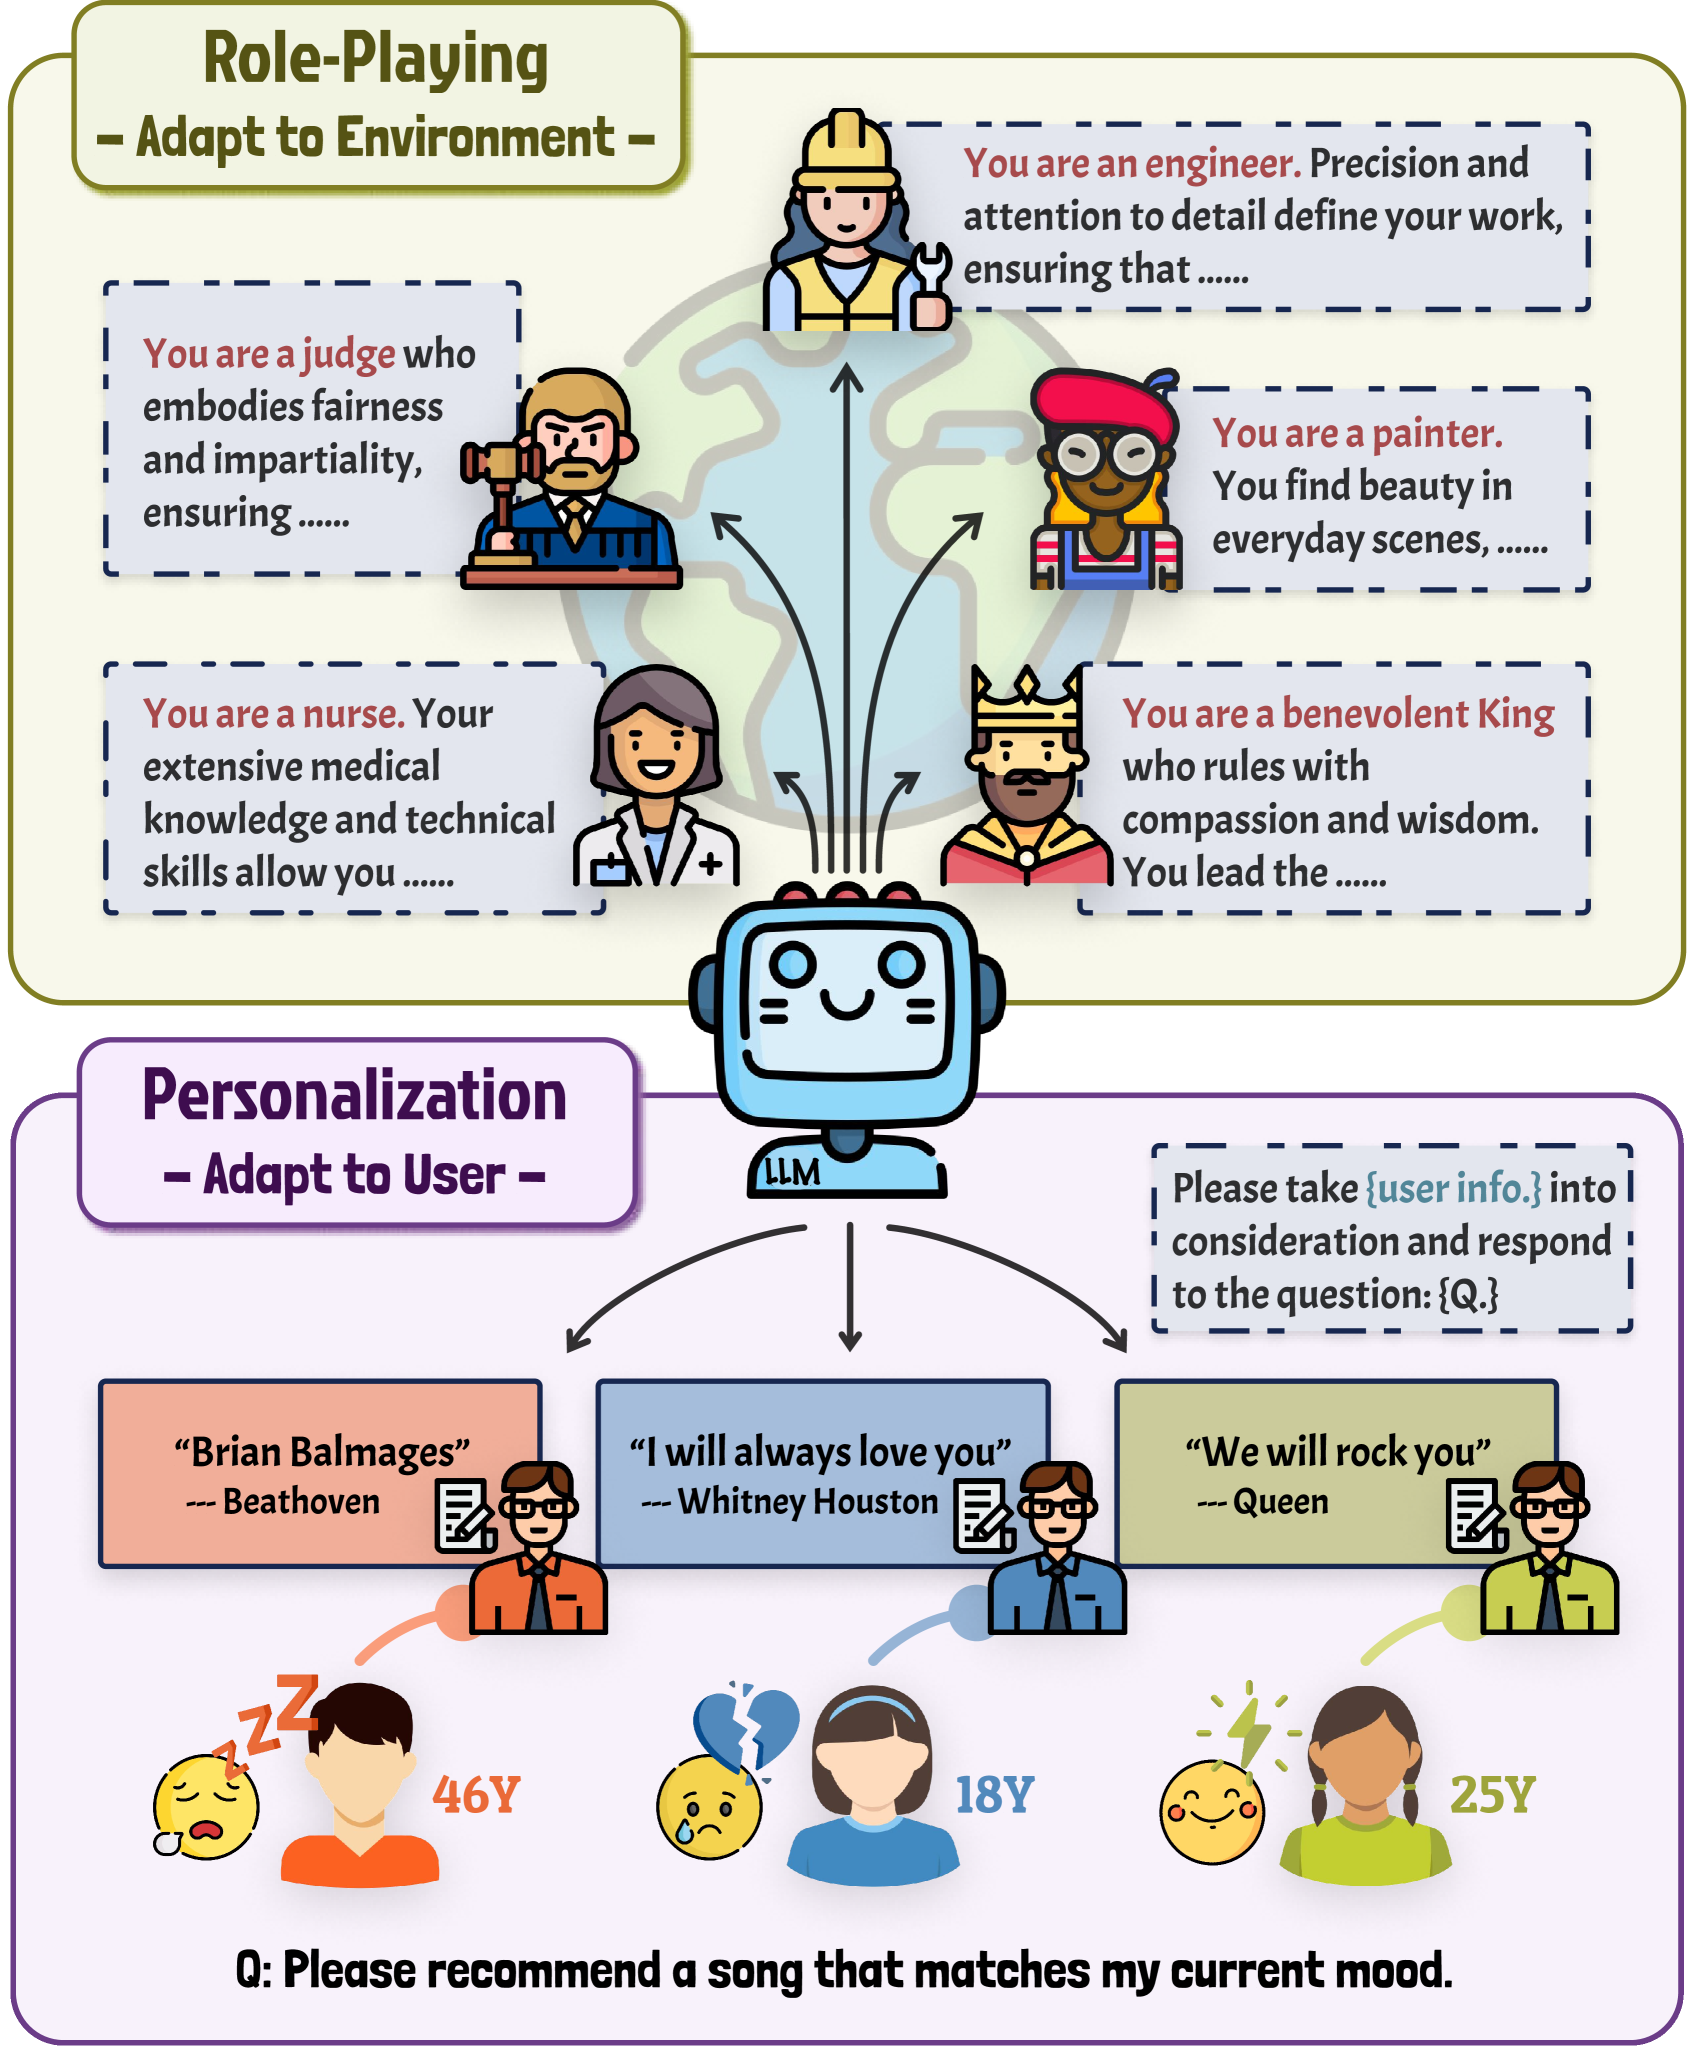 Role-Playing
– Adapt to Environment –
You are an engineer. Precision and
attention to detail define your work,
ensuring that ......
You are a judge who
embodies fairness
and impartiality,
ensuring ......
You are a painter.
You find beauty in
everyday scenes, ......
You are a nurse. Your
extensive medical
knowledge and technical
skills allow you ......
You are a benevolent King
who rules with
compassion and wisdom.
You lead the ......
LLM
Personalization
– Adapt to User –
Please take {user info.} into
consideration and respond
to the question: {Q.}
“Brian Balmages”
--- Beathoven
“I will always love you”
--- Whitney Houston
“We will rock you”
--- Queen
zzZ
46Y
18Y
25Y
Q: Please recommend a song that matches my current mood.